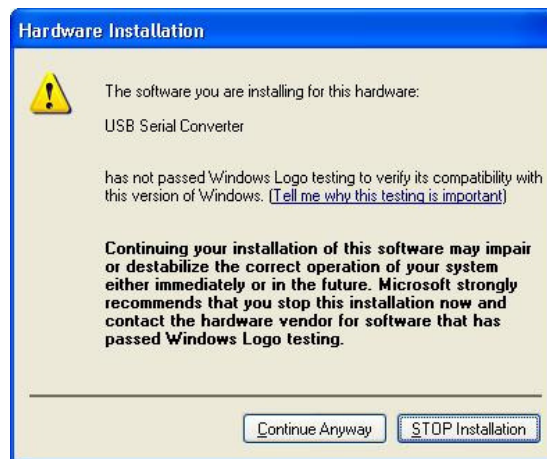 Hardware Installation
The software you are installing for this hardware:
USB Serial Converter
has not passed Windows Logo testing to verify its compatibility with
this version of Windows. (Tell me why this testing is important)
Continuing your installation of this software may impair
or destabilize the correct operation of your system
either immediately or in the future. Microsoft strongly
recommends that you stop this installation now and
contact the hardware vendor for software that has
passed Windows Logo testing.
Continue Anyway
STOP Installation